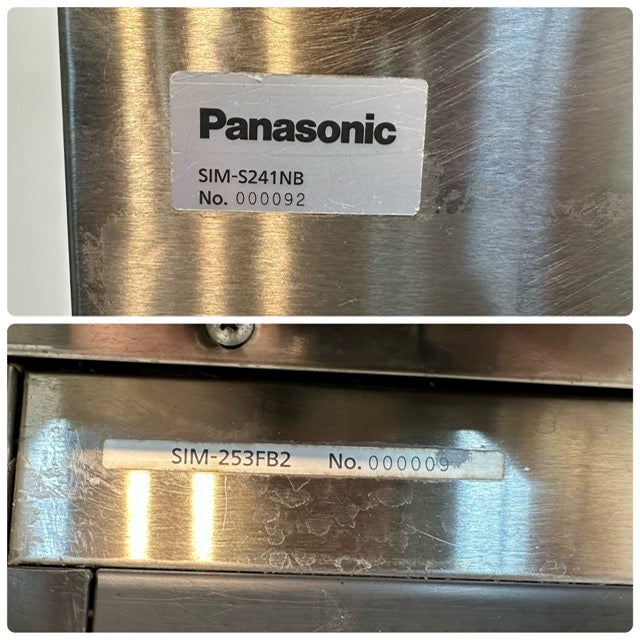 Panasonic
SIM-S241NB
No. 000092
SIM-253FB2 No. 000009